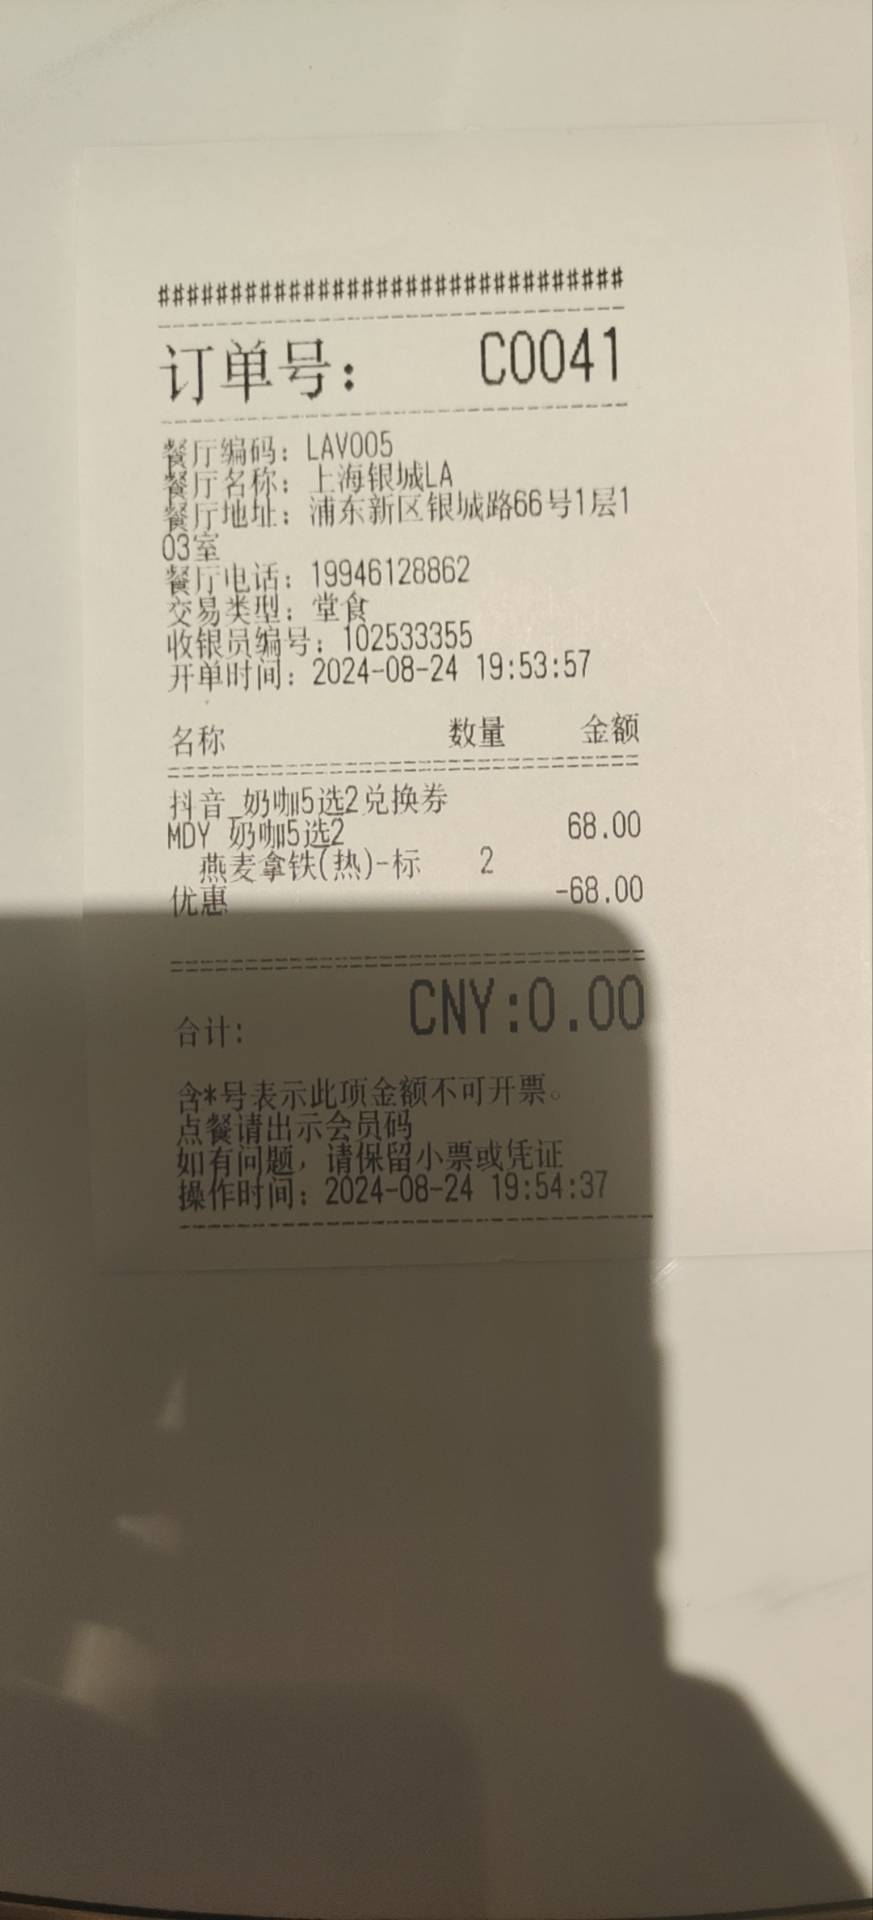 ################################
订单号： C0041
餐厅编码：LAV005
餐厅名称：上海银城LA
餐厅地址：浦东新区银城路66号1层1
03室
餐厅电话：19946128862
交易类型：堂食
收银员编号：102533355
开单时间：2024-08-24 19:53:57
名称 数量 金额
抖音_奶咖5选2兑换券
MDY 奶咖5选2 68.00
燕麦拿铁(热)-标 2
优惠 -68.00
合计: CNY:0.00
含*号表示此项金额不可开票。
点餐请出示会员码
如有问题，请保留小票或凭证
操作时间：2024-08-24 19:54:37